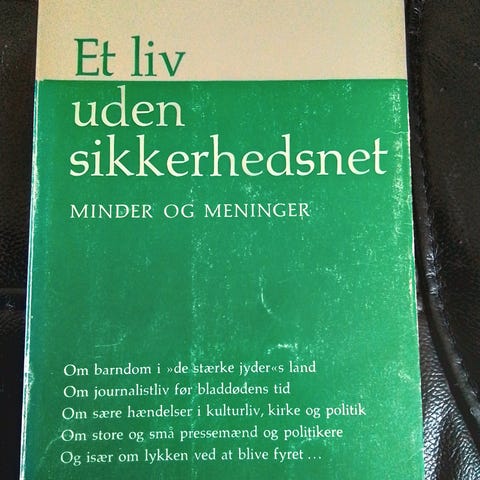 Et liv
uden
sikkerhedsnet
MINDER OG MENINGER
Om barndom i »de stærke jyder«s land
Om journalistliv før bladdødens tid
Om sære hændelser i kulturliv, kirke og politik
Om store og små pressemænd og politikere
Og især om lykken ved at blive fyret...